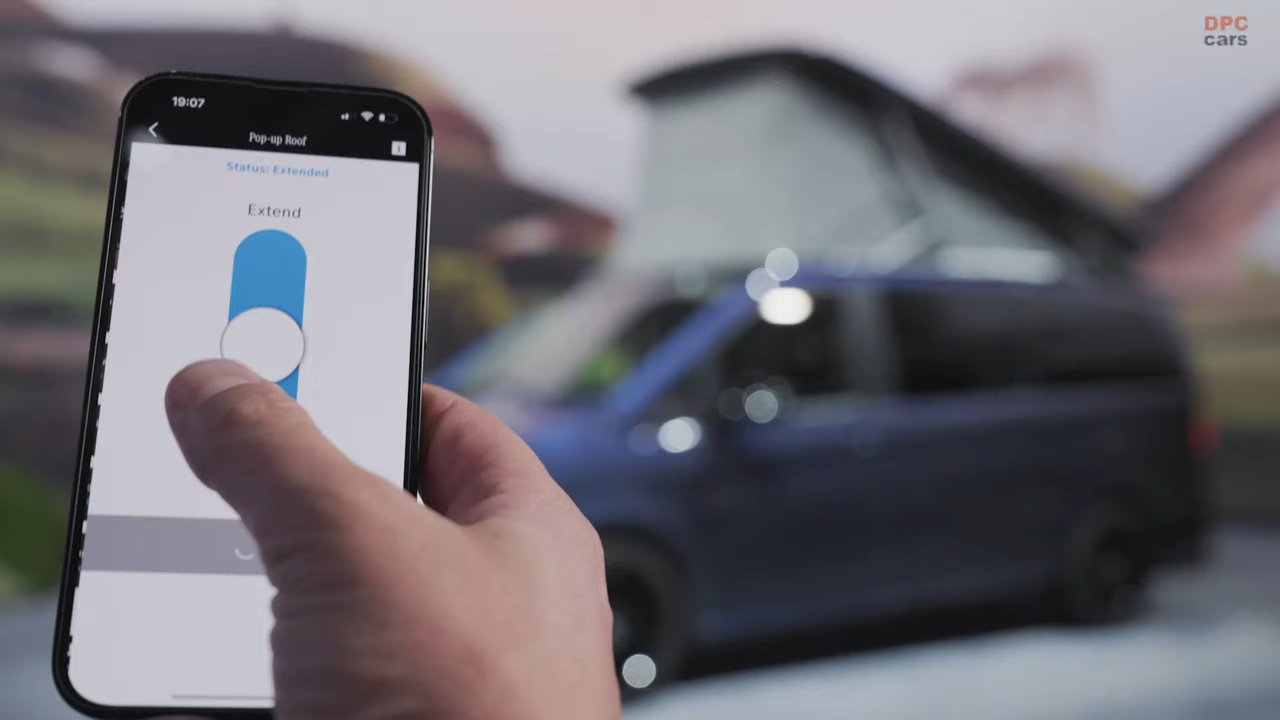 DPC
cars
19:07
Pop-up Roof
Status: Extended
Extend